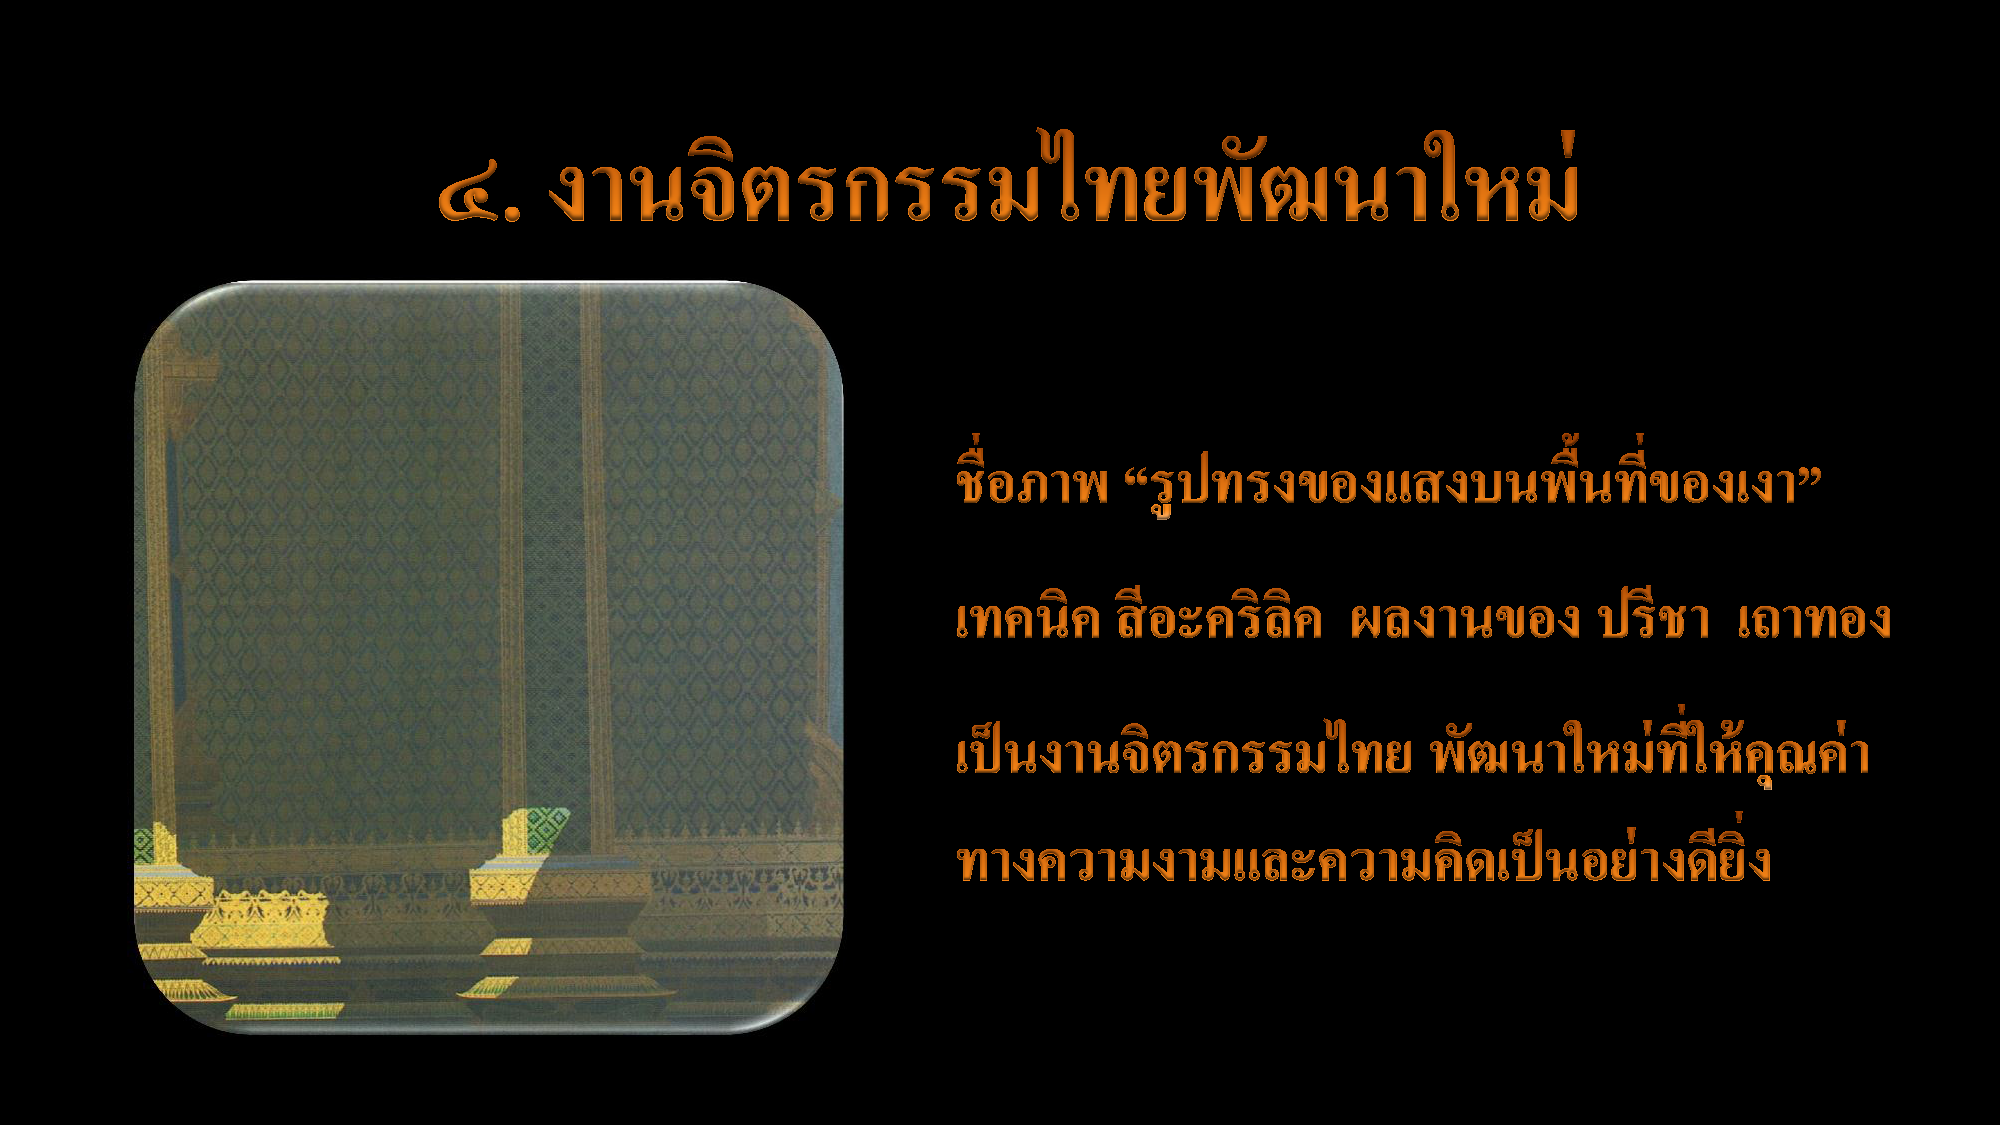 ๔. งานจิตรกรรมไทยพัฒนาใหม่
ชื่อภาพ “รูปทรงของแสงบนพื้นที่ของเงา”
เทคนิค สีอะคริลิค ผลงานของ ปรีชา เถาทอง
เป็นงานจิตรกรรมไทย พัฒนาใหม่ที่ให้คุณค่า
ทางความงามและความคิดเป็นอย่างดียิ่ง